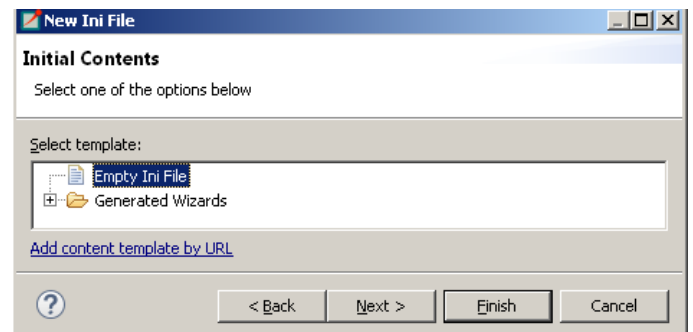 New Ini File
Initial Contents
Select one of the options below
Select template:
Empty Ini File
Generated Wizards
Add content template by URL
< Back Next > Finish Cancel